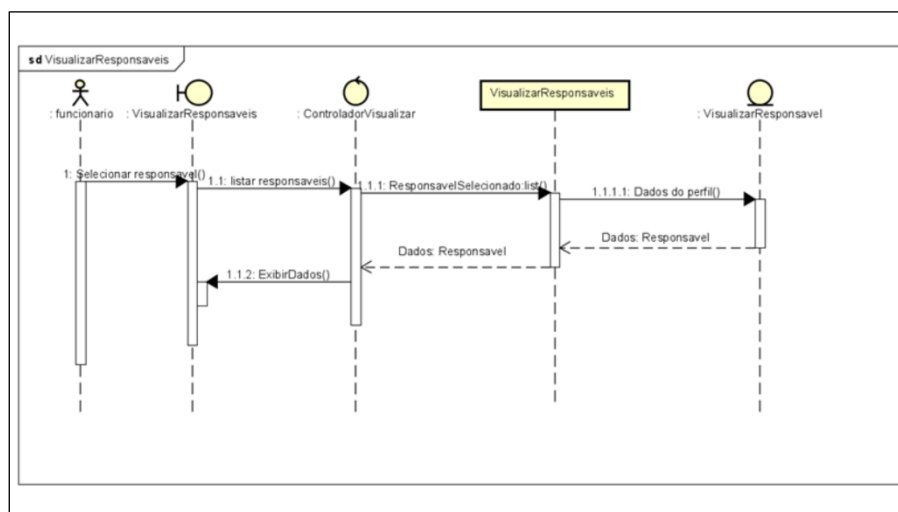 sd VisualizarResponsaveis
: funcionario
: VisualizarResponsaveis
: ControladorVisualizar
VisualizarResponsaveis
: VisualizarResponsavel
1: Selecionar responsavel()
1.1: listar responsaveis()
1.1.1: ResponsavelSelecionado:list()
1.1.1.1: Dados do perfil()
Dados: Responsavel
Dados: Responsavel
1.1.2: ExibirDados()